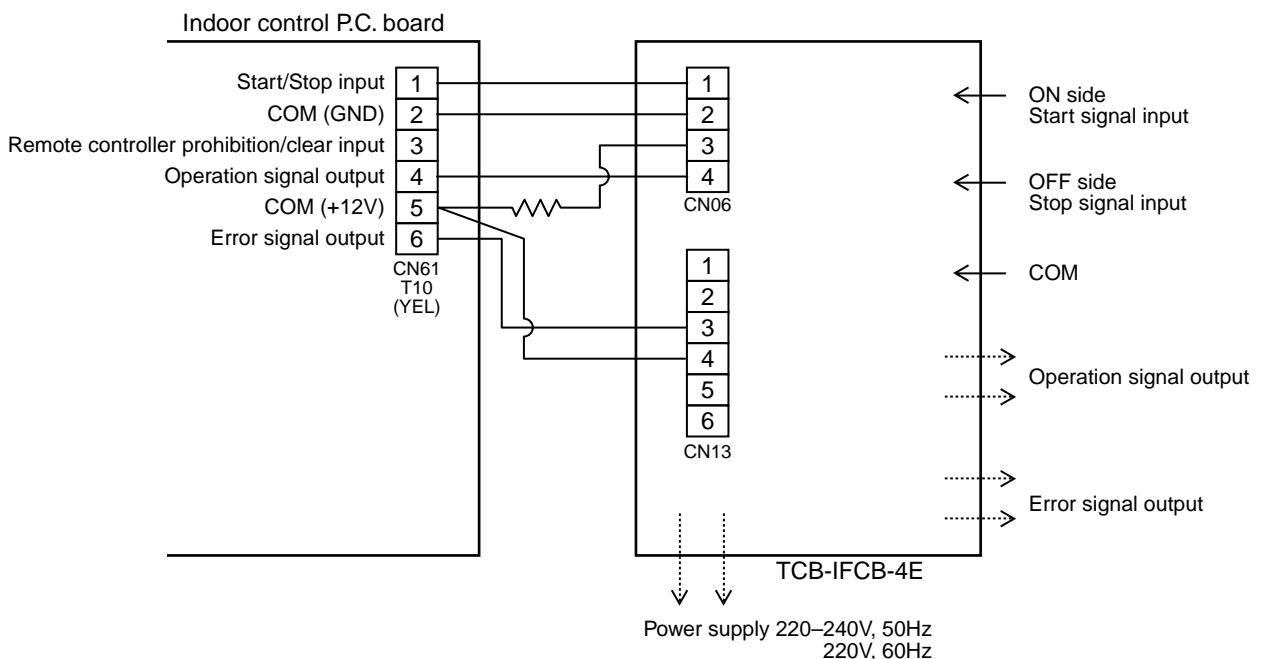 Indoor control P.C. board
Start/Stop input 1
COM (GND) 2
Remote controller prohibition/clear input 3
Operation signal output 4
COM (+12V) 5
Error signal output 6
CN61
T10
(YEL)
1
2
3
4
CN06
1
2
3
4
5
6
CN13
ON side
Start signal input
OFF side
Stop signal input
COM
Operation signal output
Error signal output
TCB-IFCB-4E
Power supply 220–240V, 50Hz
220V, 60Hz